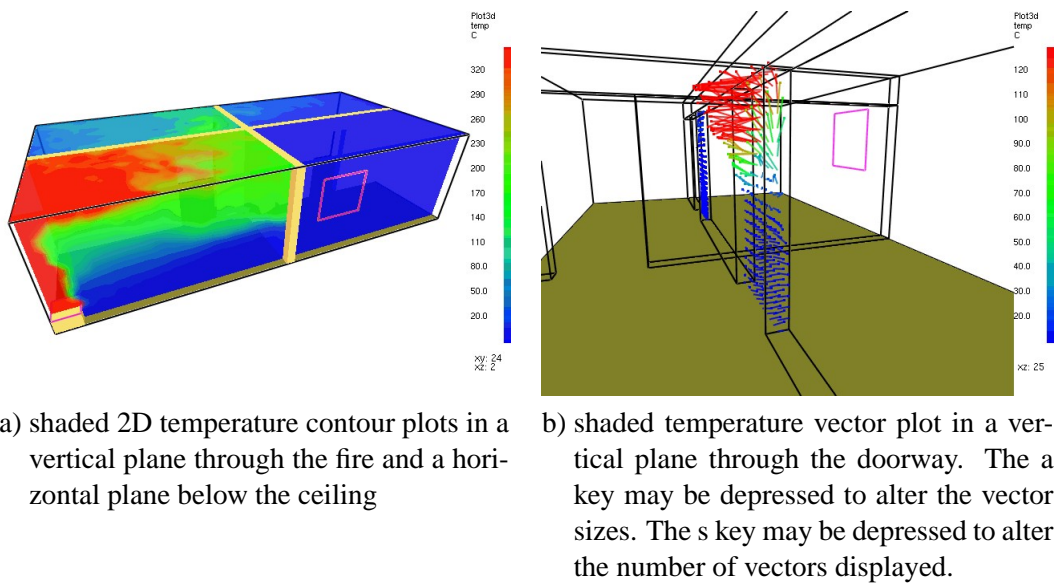 Plot3d
temp
C
320
290
260
230
200
170
140
110
80.0
50.0
20.0
xy: 24
xz: 2
Plot3d
temp
C
120
110
100
90.0
80.0
70.0
60.0
50.0
40.0
30.0
20.0
xz: 25
a) shaded 2D temperature contour plots in a
vertical plane through the fire and a hori-
zontal plane below the ceiling
b) shaded temperature vector plot in a ver-
tical plane through the doorway. The a
key may be depressed to alter the vector
sizes. The s key may be depressed to alter
the number of vectors displayed.